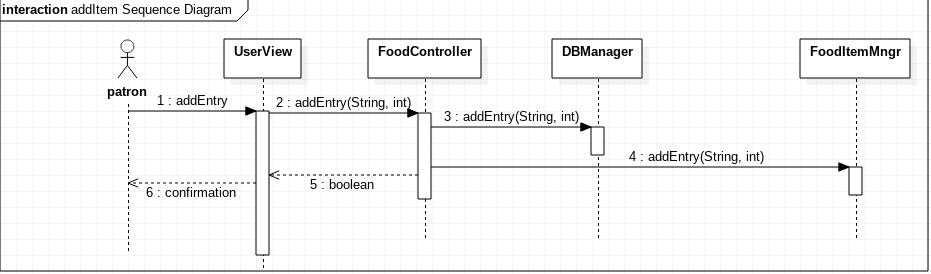 interaction addItem Sequence Diagram
UserView
FoodController
DBManager
FoodItemMngr
patron
1 : addEntry
2 : addEntry(String, int)
3 : addEntry(String, int)
4 : addEntry(String, int)
5 : boolean
6 : confirmation